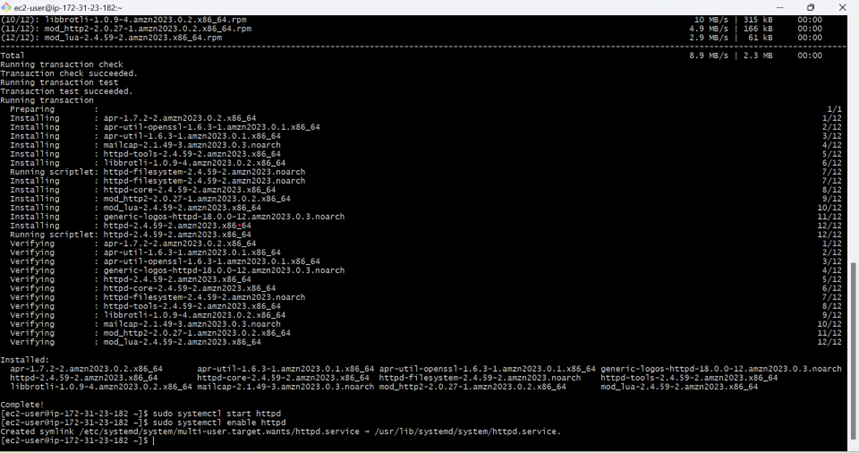 ec2-user@ip-172-31-23-182:~
(10/12): libbrotli-1.0.9-4.amzn2023.0.2.x86_64.rpm 10 MB/s | 315 kB 00:00
(11/12): mod_http2-2.0.27-1.amzn2023.0.2.x86_64.rpm 4.9 MB/s | 166 kB 00:00
(12/12): mod_lua-2.4.59-2.amzn2023.x86_64.rpm 2.9 MB/s | 61 kB 00:00
--------------------------------------------------------------------------------
Total 8.9 MB/s | 2.3 MB 00:00
Running transaction check
Transaction check succeeded.
Running transaction test
Transaction test succeeded.
Running transaction
Preparing : 1/1
Installing : apr-1.7.2-2.amzn2023.0.2.x86_64 1/12
Installing : apr-util-openssl-1.6.3-1.amzn2023.0.1.x86_64 2/12
Installing : apr-util-1.6.3-1.amzn2023.0.1.x86_64 3/12
Installing : mailcap-2.1.49-3.amzn2023.0.3.noarch 4/12
Installing : httpd-tools-2.4.59-2.amzn2023.x86_64 5/12
Installing : libbrotli-1.0.9-4.amzn2023.0.2.x86_64 6/12
Running scriptlet: httpd-filesystem-2.4.59-2.amzn2023.noarch 7/12
Installing : httpd-filesystem-2.4.59-2.amzn2023.noarch 7/12
Installing : httpd-core-2.4.59-2.amzn2023.x86_64 8/12
Installing : mod_http2-2.0.27-1.amzn2023.0.2.x86_64 9/12
Installing : mod_lua-2.4.59-2.amzn2023.x86_64 10/12
Installing : generic-logos-httpd-18.0.0-12.amzn2023.0.3.noarch 11/12
Installing : httpd-2.4.59-2.amzn2023.x86_64 12/12
Running scriptlet: httpd-2.4.59-2.amzn2023.x86_64 12/12
Verifying : apr-1.7.2-2.amzn2023.0.2.x86_64 1/12
Verifying : apr-util-1.6.3-1.amzn2023.0.1.x86_64 2/12
Verifying : apr-util-openssl-1.6.3-1.amzn2023.0.1.x86_64 3/12
Verifying : generic-logos-httpd-18.0.0-12.amzn2023.0.3.noarch 4/12
Verifying : httpd-2.4.59-2.amzn2023.x86_64 5/12
Verifying : httpd-core-2.4.59-2.amzn2023.x86_64 6/12
Verifying : httpd-filesystem-2.4.59-2.amzn2023.noarch 7/12
Verifying : httpd-tools-2.4.59-2.amzn2023.x86_64 8/12
Verifying : libbrotli-1.0.9-4.amzn2023.0.2.x86_64 9/12
Verifying : mailcap-2.1.49-3.amzn2023.0.3.noarch 10/12
Verifying : mod_http2-2.0.27-1.amzn2023.0.2.x86_64 11/12
Verifying : mod_lua-2.4.59-2.amzn2023.x86_64 12/12
Installed:
apr-1.7.2-2.amzn2023.0.2.x86_64 apr-util-1.6.3-1.amzn2023.0.1.x86_64 apr-util-openssl-1.6.3-1.amzn2023.0.1.x86_64 generic-logos-httpd-18.0.0-12.amzn2023.0.3.noarch
httpd-2.4.59-2.amzn2023.x86_64 httpd-core-2.4.59-2.amzn2023.x86_64 httpd-filesystem-2.4.59-2.amzn2023.noarch httpd-tools-2.4.59-2.amzn2023.x86_64
libbrotli-1.0.9-4.amzn2023.0.2.x86_64 mailcap-2.1.49-3.amzn2023.0.3.noarch mod_http2-2.0.27-1.amzn2023.0.2.x86_64 mod_lua-2.4.59-2.amzn2023.x86_64
Complete!
[ec2-user@ip-172-31-23-182 ~]$ sudo systemctl start httpd
[ec2-user@ip-172-31-23-182 ~]$ sudo systemctl enable httpd
Created symlink /etc/systemd/system/multi-user.target.wants/httpd.service → /usr/lib/systemd/system/httpd.service.
[ec2-user@ip-172-31-23-182 ~]$